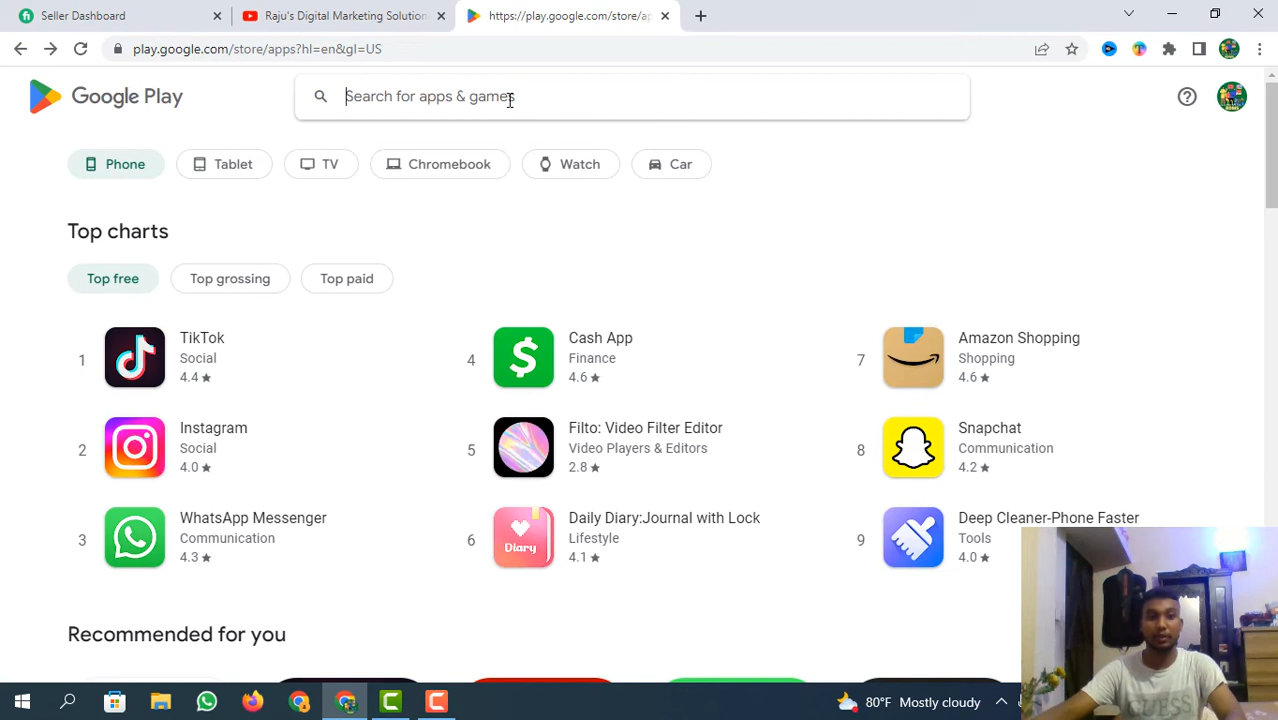 Seller Dashboard
Raju's Digital Marketing Solution
https://play.google.com/store/ap
play.google.com/store/apps?hl=en&gl=US
Google Play
Search for apps & games
Phone
Tablet
TV
Chromebook
Watch
Car
Top charts
Top free
Top grossing
Top paid
1
TikTok
Social
4.4★
4
Cash App
Finance
4.6★
7
Amazon Shopping
Shopping
4.6★
2
Instagram
Social
4.0★
5
Filto: Video Filter Editor
Video Players & Editors
2.8★
8
Snapchat
Communication
4.2★
3
WhatsApp Messenger
Communication
4.3★
6
Diary
Daily Diary:Journal with Lock
Lifestyle
4.1★
9
Deep Cleaner-Phone Faster
Tools
4.0★
GUESS
Recommended for you
80°F Mostly cloudy